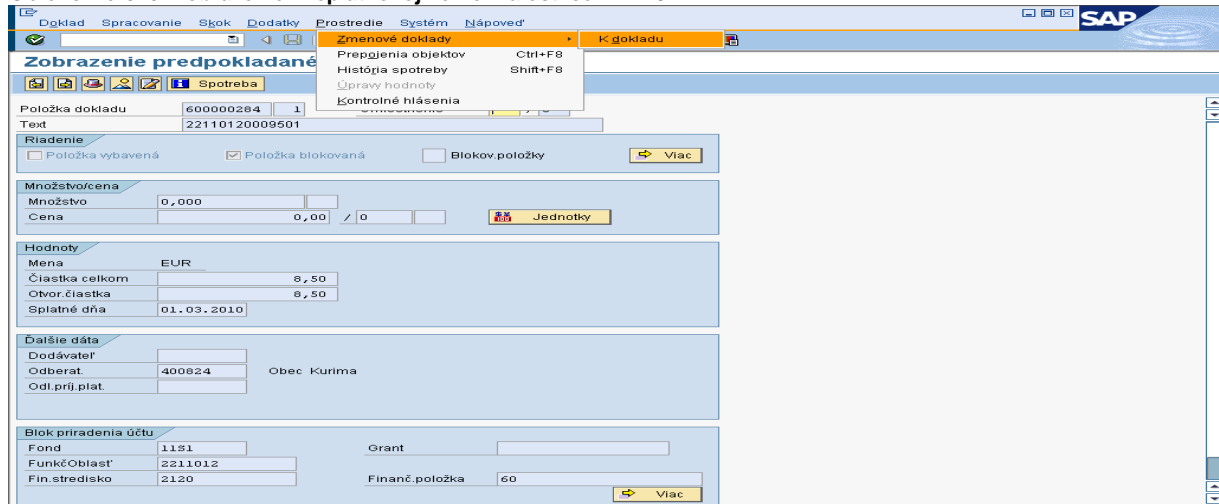 Doklad Spracovanie Skok Dodatky Prostredie Systém Nápoveď SAP
Zmenové doklady K dokladu
Prepojenia objektov Ctrl+F8
História spotreby Shift+F8
Úpravy hodnoty
Kontrolné hlásenia
Zobrazenie predpokladané
Spotreba
Položka dokladu 600000284 1
Text 22110120009501
Riadenie
Položka vybavená Položka blokovaná Blokov.položky Viac
Množstvo/cena
Množstvo 0,000
Cena 0,00 / 0 Jednotky
Hodnoty
Mena EUR
Čiastka celkom 8,50
Otvor.čiastka 8,50
Splatné dňa 01.03.2010
Ďalšie dáta
Dodávateľ
Odberat. 400824 Obec Kurima
Odl.príj.plat.
Blok priradenia účtu
Fond 11S1 Grant
FunkčOblasť 2211012
Fin.stredisko 2120 Finanč.položka 60
Viac